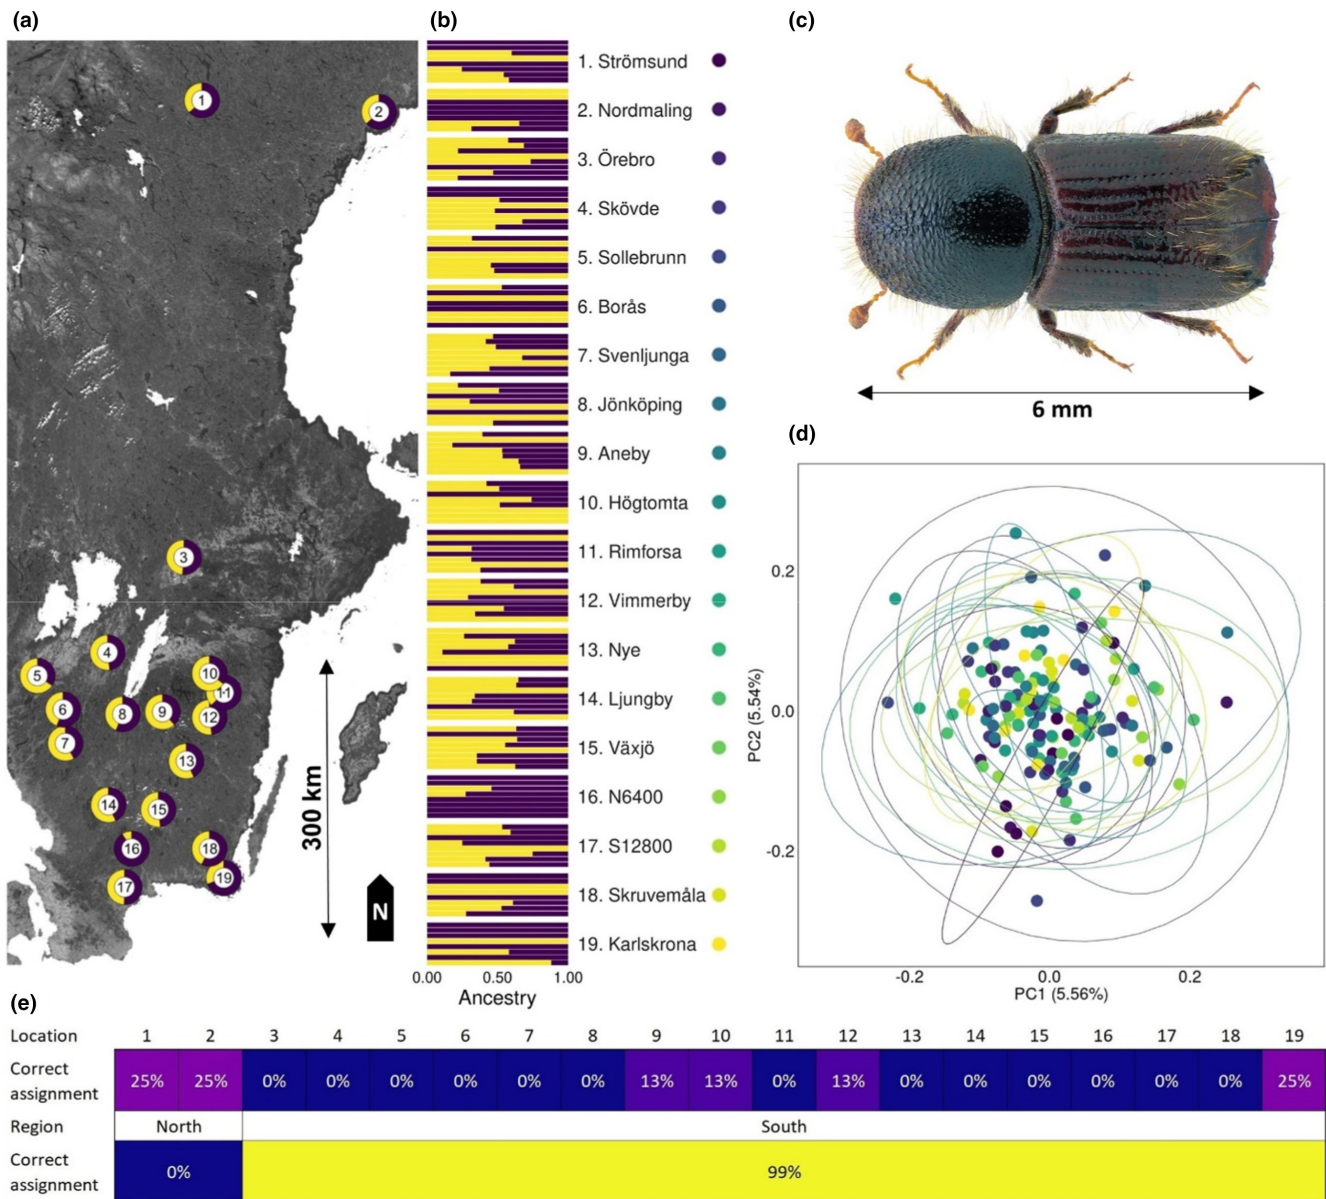 (a)
(b)
(c)
1
2
3
4
5
6
7
8
9
10
11
12
13
14
15
16
17
18
19
300 km
N
1. Strömsund
2. Nordmaling
3. Örebro
4. Skövde
5. Sollebrunn
6. Borås
7. Svenljunga
8. Jönköping
9. Aneby
10. Högtomta
11. Rimforsa
12. Vimmerby
13. Nye
14. Ljungby
15. Växjö
16. N6400
17. S12800
18. Skruvemåla
19. Karlskrona
0.00 0.50 1.00
Ancestry
6 mm
(d)
0.2
0.0
-0.2
PC2 (5.54%)
-0.2 0.0 0.2
PC1 (5.56%)
(e)
Location 1 2 3 4 5 6 7 8 9 10 11 12 13 14 15 16 17 18 19
Correct assignment 25% 25% 0% 0% 0% 0% 0% 0% 13% 13% 0% 13% 0% 0% 0% 0% 0% 0% 25%
Region North South
Correct assignment 0% 99%